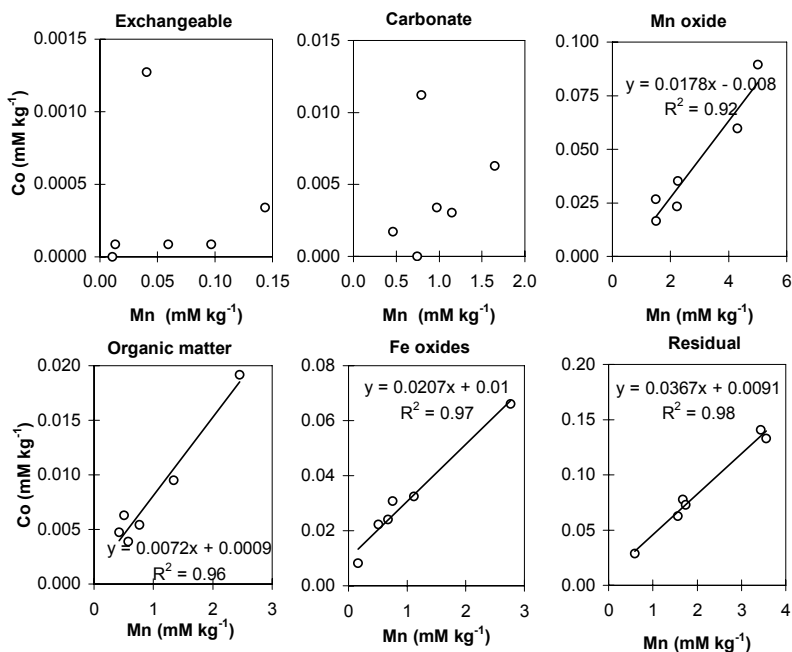 Exchangeable
Carbonate
Mn oxide
Co (mM kg⁻¹)
0.0015
0.0010
0.0005
0.0000
0.00 0.05 0.10 0.15
Mn (mM kg⁻¹)
0.015
0.010
0.005
0.000
0.0 0.5 1.0 1.5 2.0
Mn (mM kg⁻¹)
0.100
0.075
0.050
0.025
0.000
y = 0.0178x - 0.008
R² = 0.92
0 2 4 6
Mn (mM kg⁻¹)
Organic matter
Fe oxides
Residual
Co (mM kg⁻¹)
0.020
0.015
0.010
0.005
0.000
y = 0.0072x + 0.0009
R² = 0.96
0 1 2 3
Mn (mM kg⁻¹)
0.08
0.06
0.04
0.02
0.00
y = 0.0207x + 0.01
R² = 0.97
0 1 2 3
Mn (mM kg⁻¹)
0.20
0.15
0.10
0.05
0.00
y = 0.0367x + 0.0091
R² = 0.98
0 1 2 3 4
Mn (mM kg⁻¹)